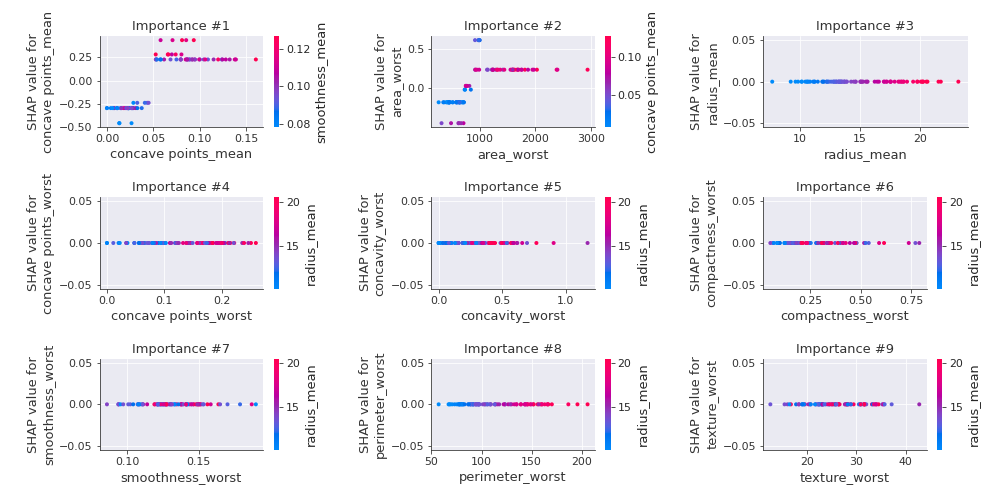 Importance #1
SHAP value for
concave points_mean
0.25
0.00
−0.25
−0.50
0.00
0.05
0.10
0.15
concave points_mean
0.12
0.10
0.08
smoothness_mean
Importance #2
SHAP value for
area_worst
0.5
0.0
1000
2000
3000
area_worst
0.10
0.05
concave points_mean
Importance #3
SHAP value for
radius_mean
0.05
0.00
−0.05
10
15
20
radius_mean
Importance #4
SHAP value for
concave points_worst
0.05
0.00
−0.05
0.0
0.1
0.2
concave points_worst
20
15
radius_mean
Importance #5
SHAP value for
concavity_worst
0.05
0.00
−0.05
0.0
0.5
1.0
concavity_worst
20
15
radius_mean
Importance #6
SHAP value for
compactness_worst
0.05
0.00
−0.05
0.25
0.50
0.75
compactness_worst
20
15
radius_mean
Importance #7
SHAP value for
smoothness_worst
0.05
0.00
−0.05
0.10
0.15
smoothness_worst
20
15
radius_mean
Importance #8
SHAP value for
perimeter_worst
0.05
0.00
−0.05
50
100
150
200
perimeter_worst
20
15
radius_mean
Importance #9
SHAP value for
texture_worst
0.05
0.00
−0.05
20
30
40
texture_worst
20
15
radius_mean